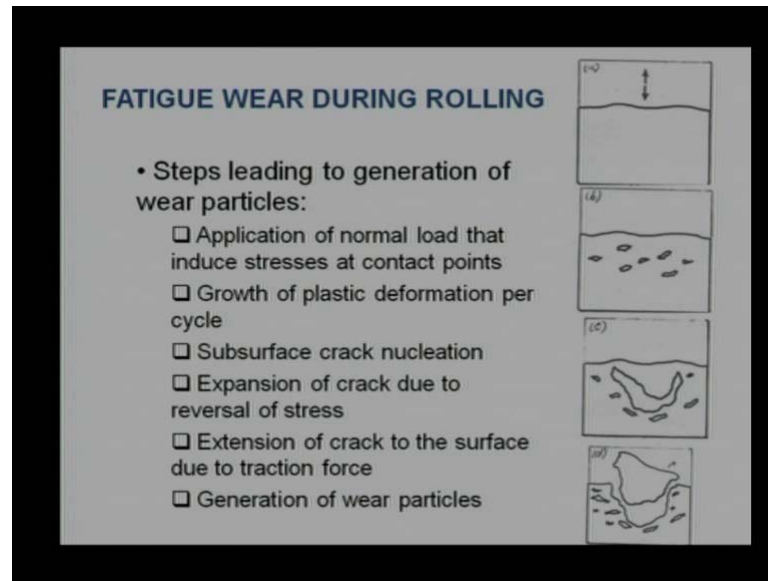 FATIGUE WEAR DURING ROLLING
• Steps leading to generation of
wear particles:
❑ Application of normal load that
induce stresses at contact points
❑ Growth of plastic deformation per
cycle
❑ Subsurface crack nucleation
❑ Expansion of crack due to
reversal of stress
❑ Extension of crack to the surface
due to traction force
❑ Generation of wear particles
(a)
(b)
(c)
(d)